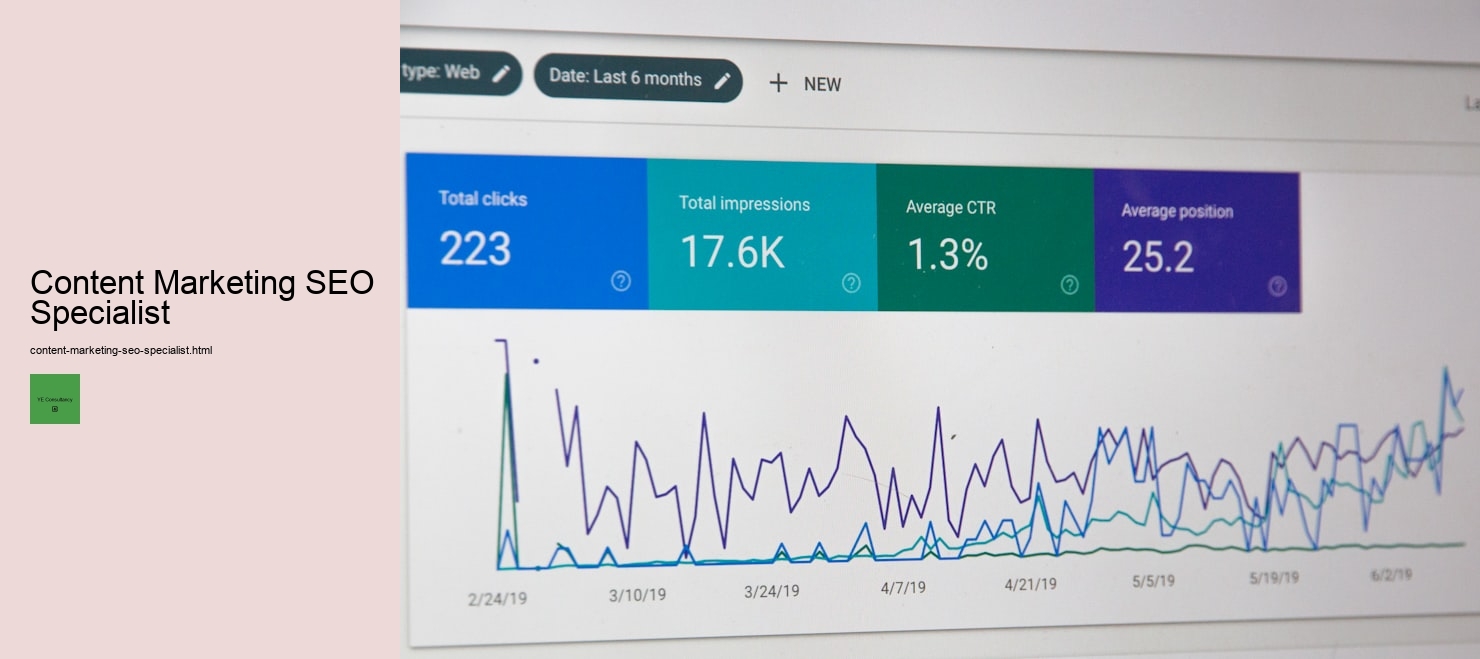 Content Marketing SEO
Specialist
content-marketing-seo-specialist.html
YE Consultancy
type: Web
Date: Last 6 months
+ NEW
Total clicks
223
Total impressions
17.6K
Average CTR
1.3%
Average position
25.2
2/24/19
3/10/19
3/24/19
4/7/19
4/21/19
5/5/19
5/19/19
6/2/19